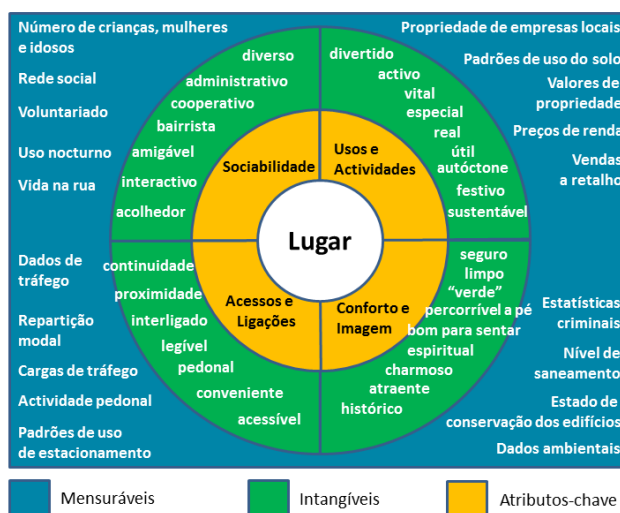 Número de crianças, mulheres
e idosos
Rede social
Voluntariado
Uso nocturno
Vida na rua
Propriedade de empresas locais
Padrões de uso do solo
Valores de
propriedade
Preços de renda
Vendas
a retalho
diverso
administrativo
cooperativo
bairrista
amigável
interactivo
acolhedor
divertido
activo
vital
especial
real
útil
autóctone
festivo
sustentável
Sociabilidade
Usos e
Actividades
Lugar
Acessos e
Ligações
Conforto e
Imagem
continuidade
proximidade
interligado
legível
pedonal
conveniente
acessível
seguro
limpo
“verde”
percorrível a pé
bom para sentar
espiritual
charmoso
atraente
histórico
Dados de
tráfego
Repartição
modal
Cargas de tráfego
Actividade pedonal
Padrões de uso
de estacionamento
Estatísticas
criminais
Nível de
saneamento
Estado de
conservação dos edifícios
Dados ambientais
Mensuráveis
Intangíveis
Atributos-chave